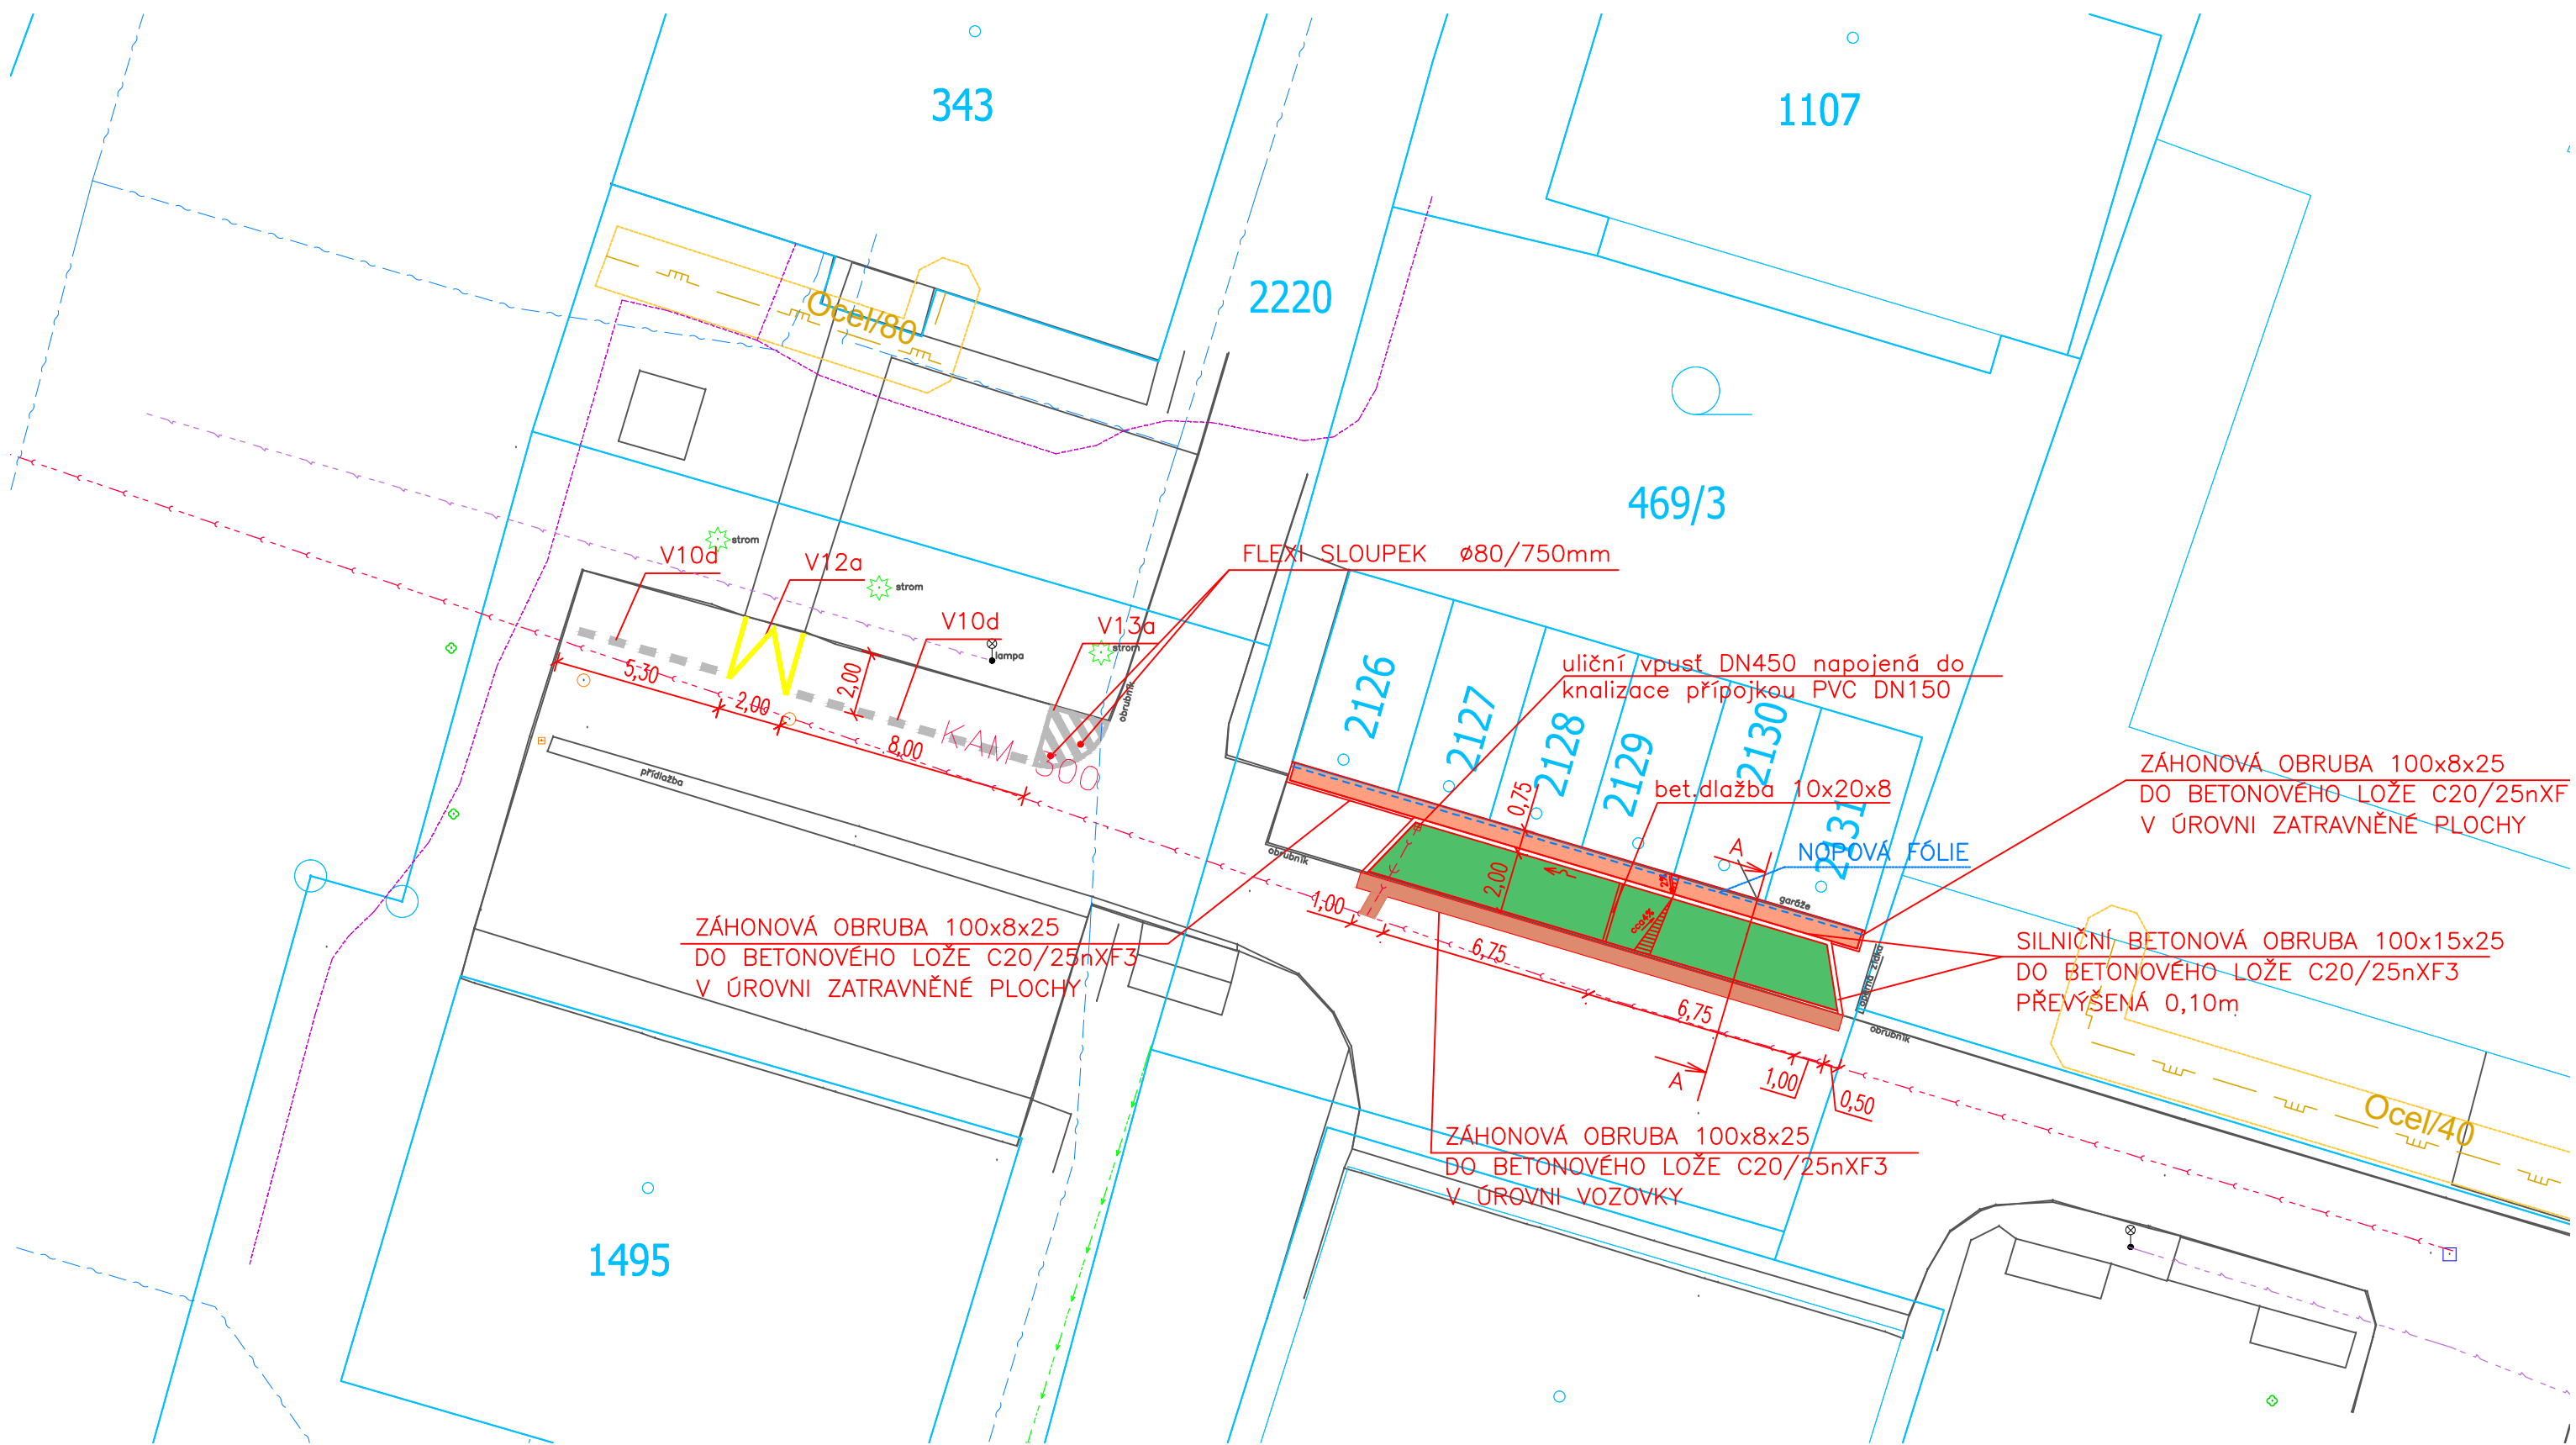 343
1107
2220
Ocel/80
469/3
strom
V10d
V12a
FLEXI SLOUPEK ø80/750mm
strom
V10d
V13a
strom
lampa
obrubník
5,30
2,00
2,00
8,00
KAM 300
přídlažba
uliční vpusť DN450 napojená do
knalizace přípojkou PVC DN150
2126
2127
2128
2129
2130
2131
0,75
bet.dlažba 10x20x8
ZÁHONOVÁ OBRUBA 100x8x25
DO BETONOVÉHO LOŽE C20/25nXF
V ÚROVNI ZATRAVNĚNÉ PLOCHY
NOPOVÁ FÓLIE
A
obrubník
2,00
2%
cca4%
garáže
1,00
ZÁHONOVÁ OBRUBA 100x8x25
DO BETONOVÉHO LOŽE C20/25nXF3
V ÚROVNI ZATRAVNĚNÉ PLOCHY
6,75
6,75
opěrná zídka
SILNIČNÍ BETONOVÁ OBRUBA 100x15x25
DO BETONOVÉHO LOŽE C20/25nXF3
PŘEVÝŠENÁ 0,10m
obrubník
A
1,00
0,50
Ocel/40
ZÁHONOVÁ OBRUBA 100x8x25
DO BETONOVÉHO LOŽE C20/25nXF3
V ÚROVNI VOZOVKY
1495